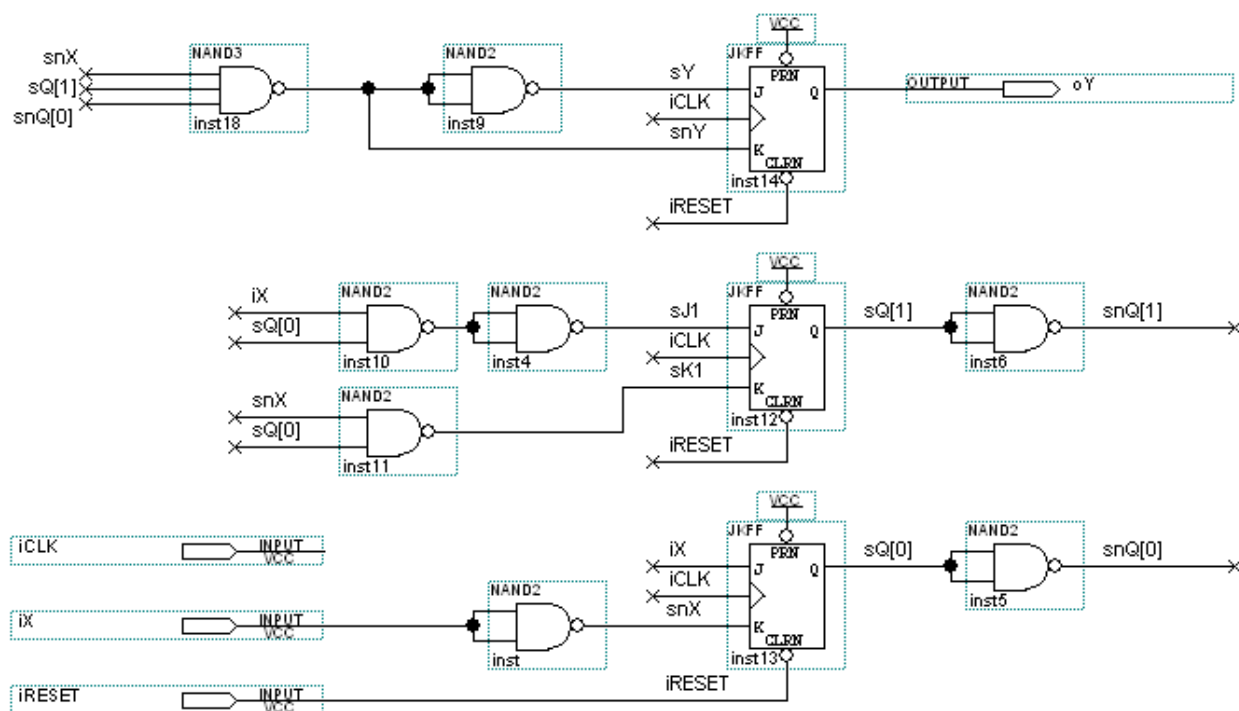 VCC
snX
NAND3
NAND2
JKFF
sQ[1]
snQ[0]
inst18
inst9
sY
iCLK
snY
PRN
J
Q
K
CLRN
inst14
OUTPUT
oY
iRESET
VCC
iX
NAND2
NAND2
JKFF
NAND2
sQ[0]
inst10
inst4
sJ1
iCLK
sK1
PRN
J
Q
K
CLRN
inst12
sQ[1]
inst6
snQ[1]
snX
NAND2
sQ[0]
inst11
iRESET
VCC
iCLK
INPUT
VCC
iX
INPUT
VCC
NAND2
inst
JKFF
iX
iCLK
snX
PRN
J
Q
K
CLRN
inst13
sQ[0]
NAND2
inst5
snQ[0]
iRESET
INPUT
VCC
iRESET